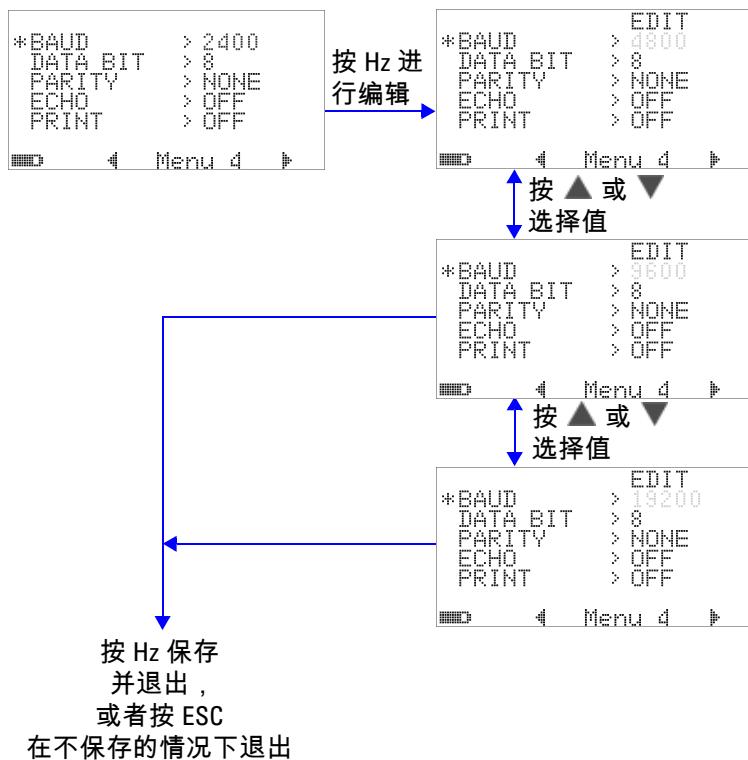 *BAUD > 2400
DATA BIT > 8
PARITY > NONE
ECHO > OFF
PRINT > OFF
Menu 4
按 Hz 进
行编辑
EDIT
*BAUD > 4800
DATA BIT > 8
PARITY > NONE
ECHO > OFF
PRINT > OFF
Menu 4
按 ▲ 或 ▼
选择值
EDIT
*BAUD > 9600
DATA BIT > 8
PARITY > NONE
ECHO > OFF
PRINT > OFF
Menu 4
按 ▲ 或 ▼
选择值
EDIT
*BAUD > 19200
DATA BIT > 8
PARITY > NONE
ECHO > OFF
PRINT > OFF
Menu 4
按 Hz 保存
并退出，
或者按 ESC
在不保存的情况下退出